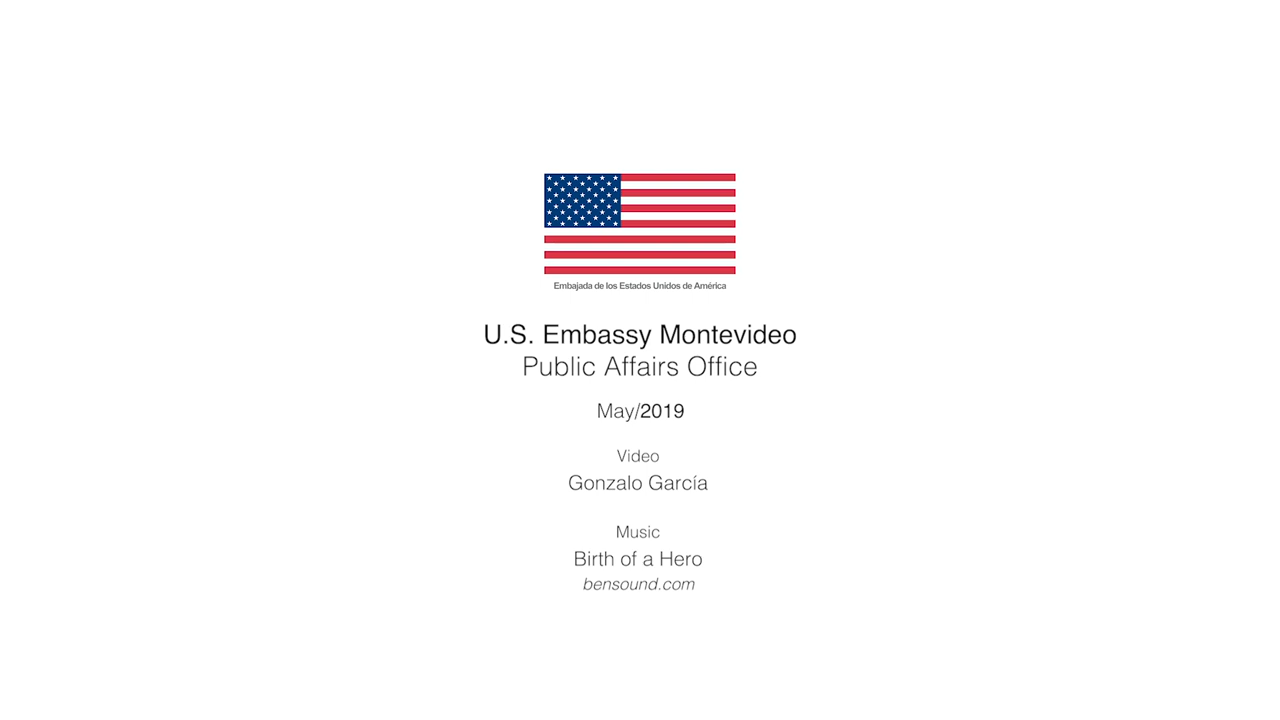 Embajada de los Estados Unidos de América
U.S. Embassy Montevideo
Public Affairs Office
May/2019
Video
Gonzalo García
Music
Birth of a Hero
bensound.com